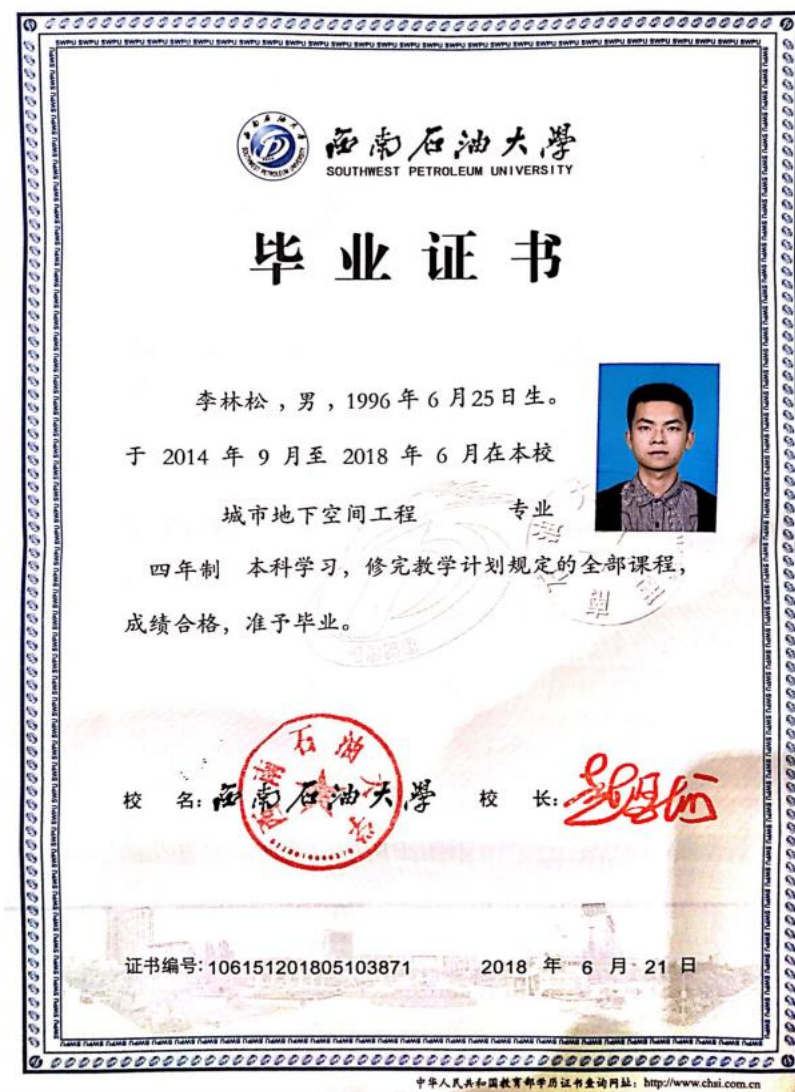 西南石油大學
SOUTHWEST PETROLEUM UNIVERSITY
毕业证书
李林松，男，1996 年 6 月25日生。
于 2014 年 9 月至 2018 年 6 月在本校
城市地下空间工程 专业
四年制 本科学习，修完教学计划规定的全部课程，
成绩合格，准予毕业。
校 名：西南石油大學 校 长：
西南石油大学
证书编号：106151201805103871 2018 年 6 月 21 日
中华人民共和国教育部学历证书查询网址：http://www.chsi.com.cn